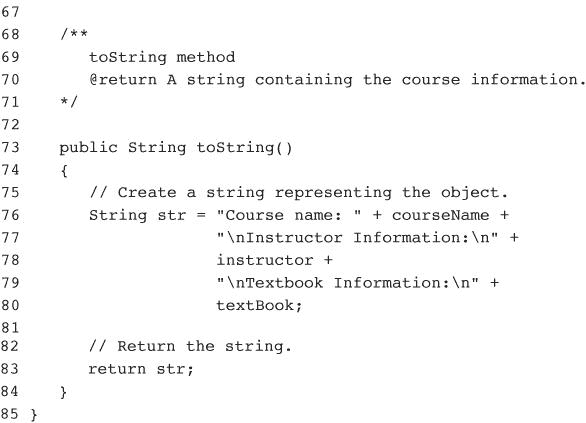 67
68    /**
69       toString method
70       @return A string containing the course information.
71    */
72
73    public String toString()
74    {
75       // Create a string representing the object.
76       String str = "Course name: " + courseName +
77                    "\nInstructor Information:\n" +
78                    instructor +
79                    "\nTextbook Information:\n" +
80                    textBook;
81
82       // Return the string.
83       return str;
84    }
85 }